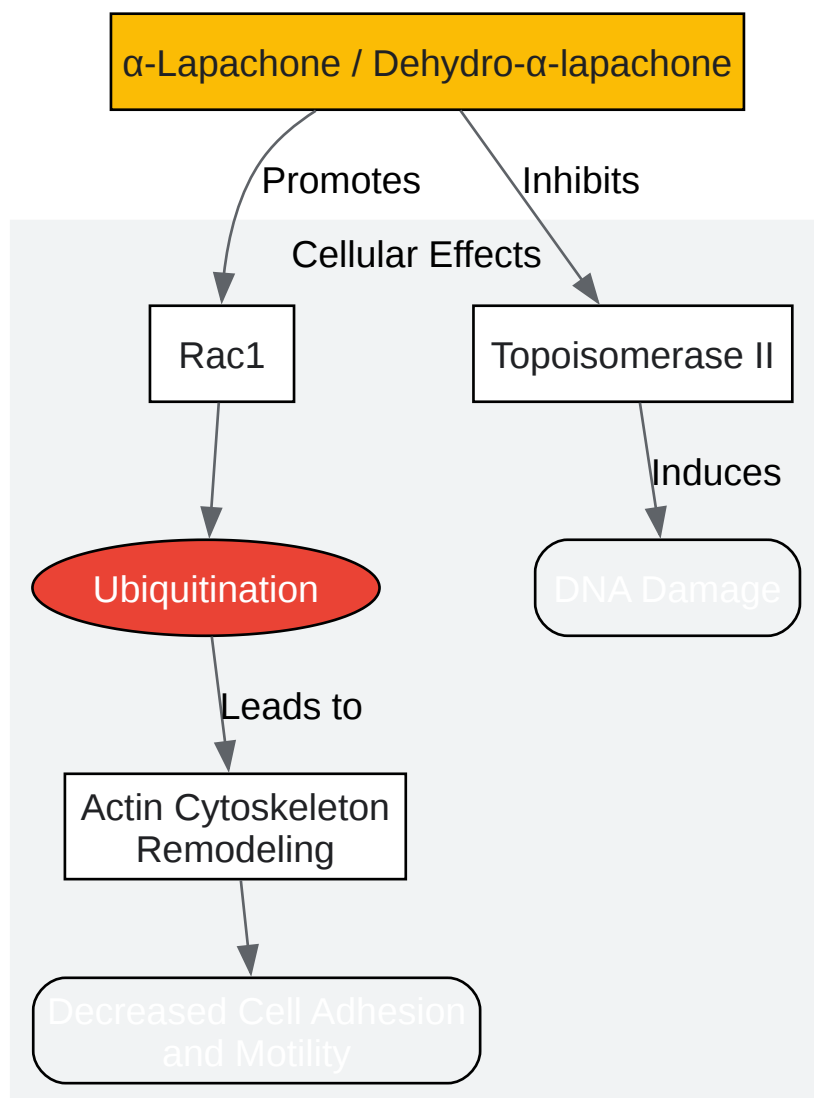 α-Lapachone / Dehydro-α-lapachone
Promotes
Inhibits
Cellular Effects
Rac1
Topoisomerase II
Induces
Ubiquitination
DNA Damage
Leads to
Actin Cytoskeleton
Remodeling
Decreased Cell Adhesion
and Motility